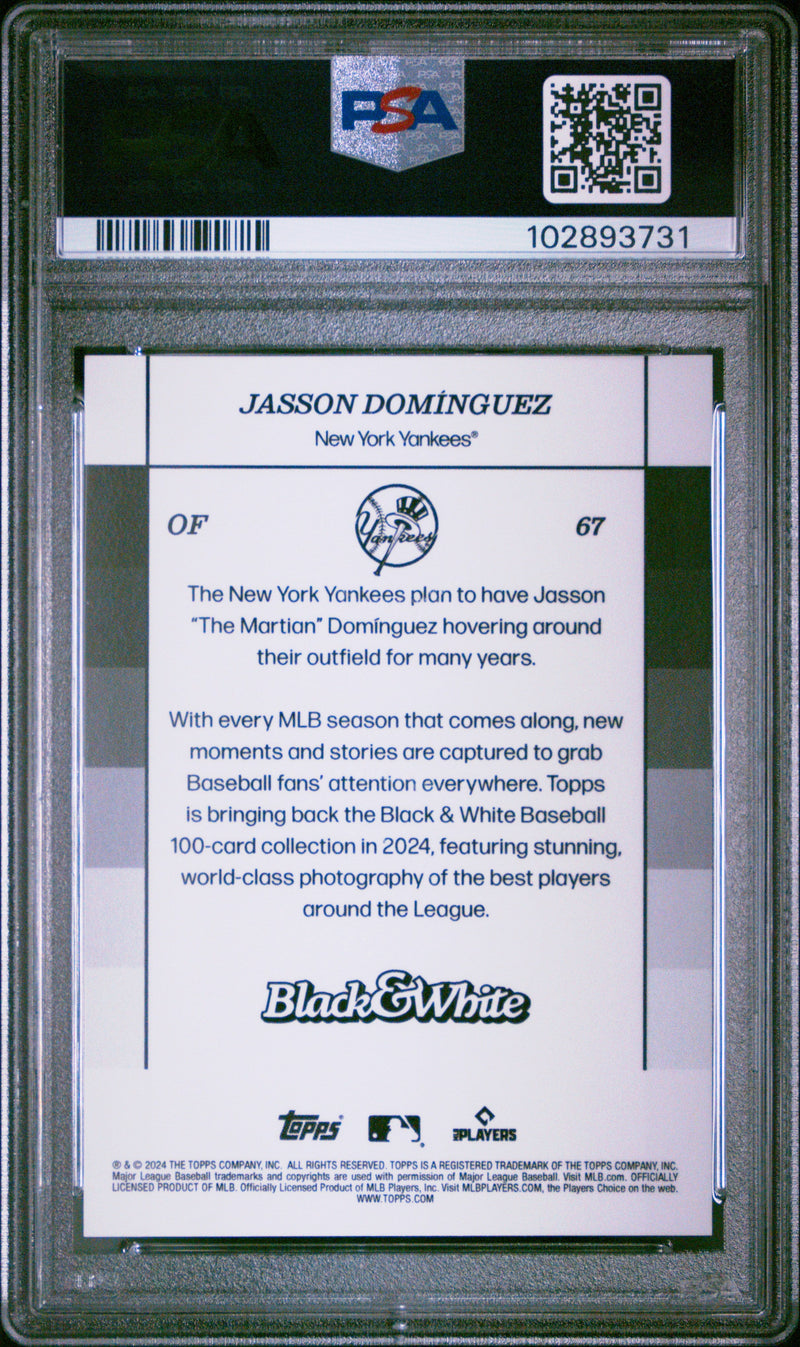 PSA
102893731
JASSON DOMÍNGUEZ
New York Yankees®
OF
Yankees
67
The New York Yankees plan to have Jasson
“The Martian” Domínguez hovering around
their outfield for many years.
With every MLB season that comes along, new
moments and stories are captured to grab
Baseball fans’ attention everywhere. Topps
is bringing back the Black & White Baseball
100-card collection in 2024, featuring stunning,
world-class photography of the best players
around the League.
Black&White
Topps®
MLBPLAYERS
® & © 2024 THE TOPPS COMPANY, INC. ALL RIGHTS RESERVED. TOPPS IS A REGISTERED TRADEMARK OF THE TOPPS COMPANY, INC.
Major League Baseball trademarks and copyrights are used with permission of Major League Baseball. Visit MLB.com. OFFICIALLY
LICENSED PRODUCT OF MLB. Officially Licensed Product of MLB Players, Inc. Visit MLBPLAYERS.COM, the Players Choice on the web.
WWW.TOPPS.COM